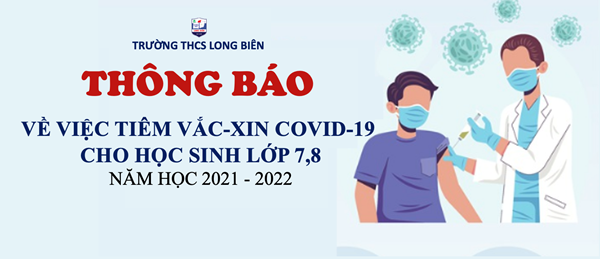 TRƯỜNG THCS LONG BIÊN
THÔNG BÁO
VỀ VIỆC TIÊM VẮC-XIN COVID-19
CHO HỌC SINH LỚP 7,8
NĂM HỌC 2021 - 2022